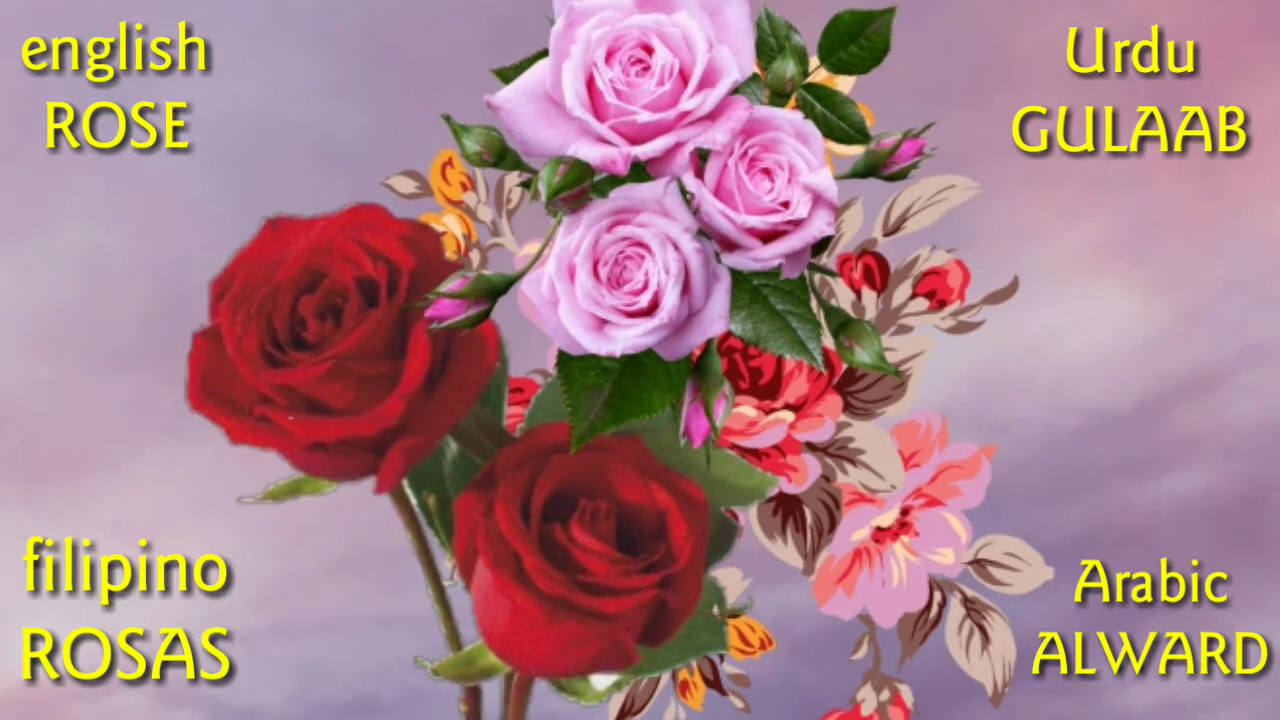 english
ROSE
Urdu
GULAAB
filipino
ROSAS
Arabic
ALWARD